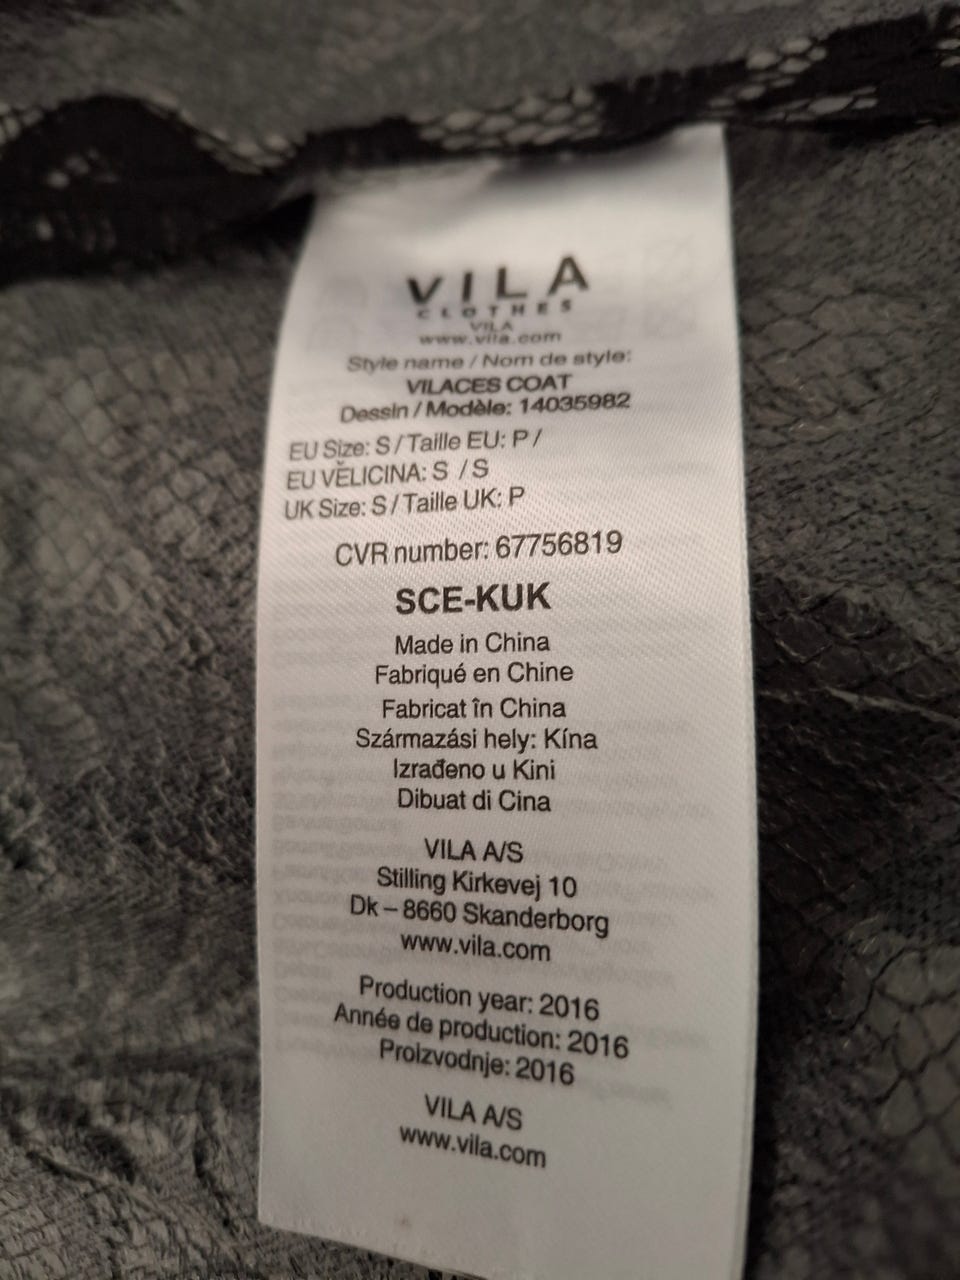 VILA
CLOTHES
VILA
www.vila.com
Style name / Nom de style:
VILACES COAT
Dessin / Modèle: 14035982
EU Size: S / Taille EU: P /
EU VĚLICINA: S / S
UK Size: S / Taille UK: P
CVR number: 67756819
SCE-KUK
Made in China
Fabriqué en Chine
Fabricat în China
Származási hely: Kína
Izrađeno u Kini
Dibuat di Cina
VILA A/S
Stilling Kirkevej 10
Dk – 8660 Skanderborg
www.vila.com
Production year: 2016
Année de production: 2016
Proizvodnje: 2016
VILA A/S
www.vila.com